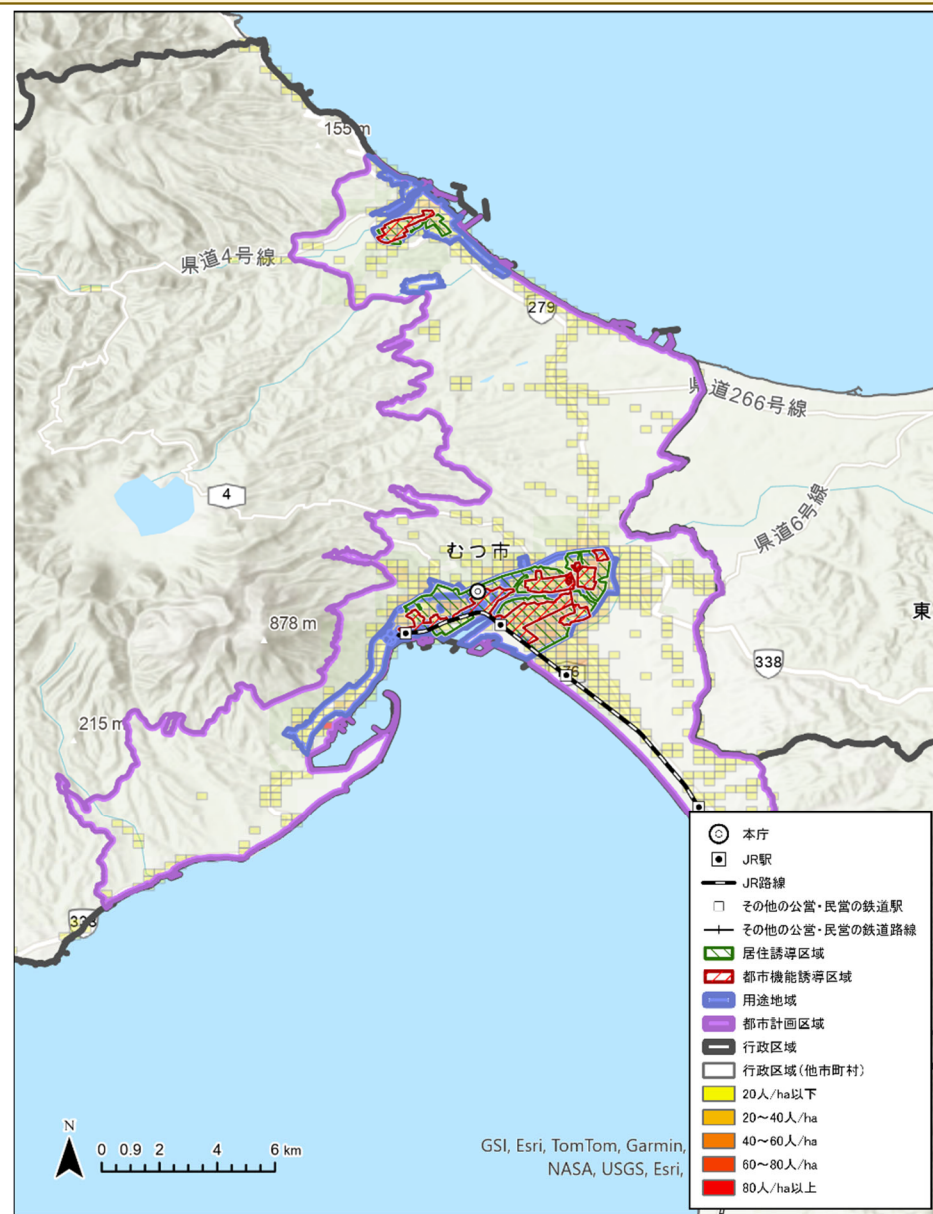 155 m
県道4号線
279
県道266号線
4
県道6号線
むつ市
878 m
東
338
176
215 m
338
本庁
JR駅
JR路線
その他の公営・民営の鉄道駅
その他の公営・民営の鉄道路線
居住誘導区域
都市機能誘導区域
用途地域
都市計画区域
行政区域
行政区域(他市町村)
20人/ha以下
20～40人/ha
40～60人/ha
60～80人/ha
80人/ha以上
N
0 0.9 2 4 6 km
GSI, Esri, TomTom, Garmin,
NASA, USGS, Esri,